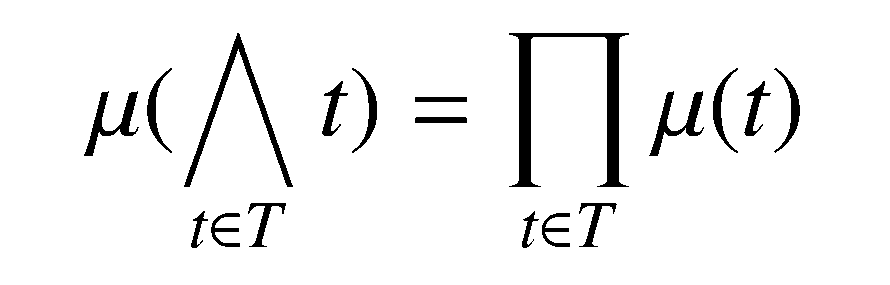 μ(⋀_{t∈T} t) = ∏_{t∈T} μ(t)